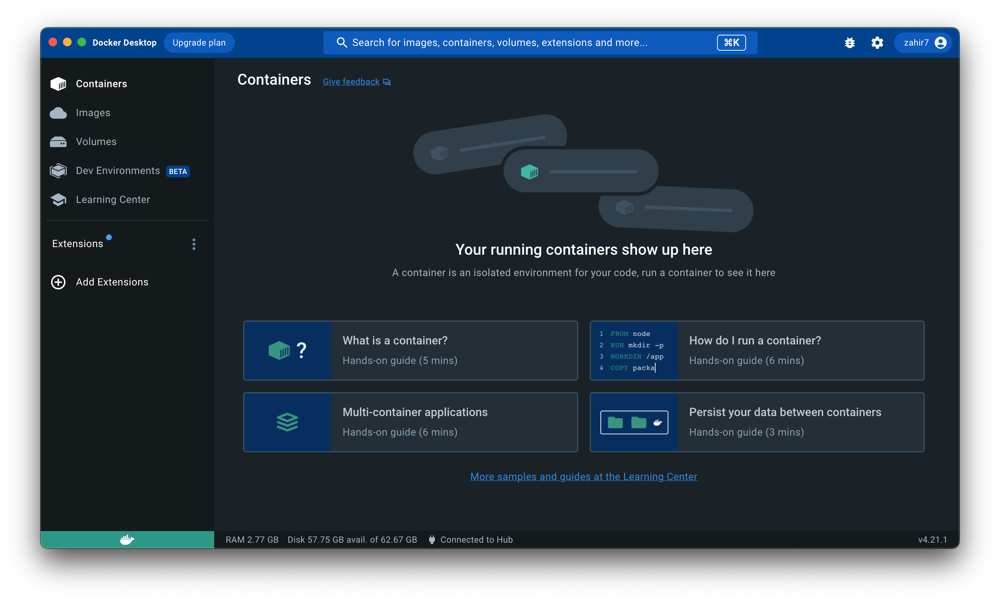 Docker Desktop
Upgrade plan
Search for images, containers, volumes, extensions and more...
⌘K
zahir7
Containers
Images
Volumes
Dev Environments BETA
Learning Center
Extensions
Add Extensions
Containers
Give feedback
Your running containers show up here
A container is an isolated environment for your code, run a container to see it here
?
What is a container?
Hands-on guide (5 mins)
1 FROM node
2 RUN mkdir -p
3 WORKDIR /app
4 COPY packa
How do I run a container?
Hands-on guide (6 mins)
Multi-container applications
Hands-on guide (6 mins)
Persist your data between containers
Hands-on guide (3 mins)
More samples and guides at the Learning Center
RAM 2.77 GB Disk 57.75 GB avail. of 62.67 GB Connected to Hub
v4.21.1